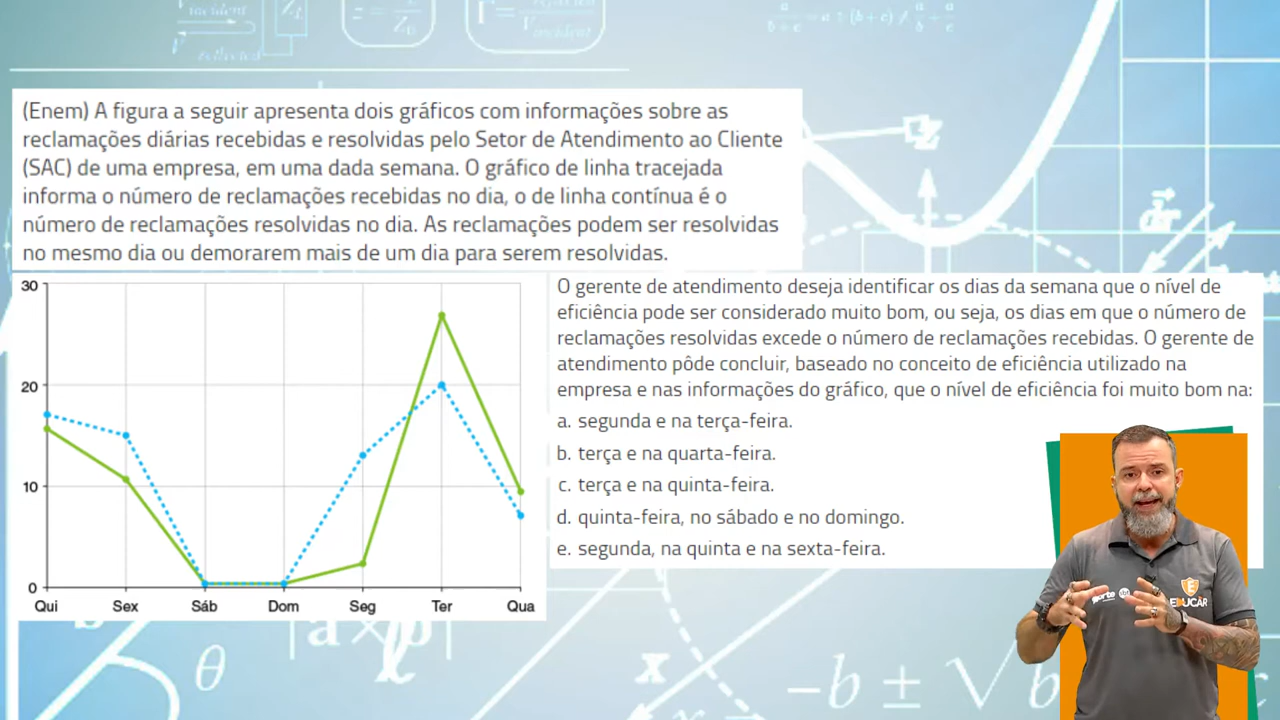 (Enem) A figura a seguir apresenta dois gráficos com informações sobre as
reclamações diárias recebidas e resolvidas pelo Setor de Atendimento ao Cliente
(SAC) de uma empresa, em uma dada semana. O gráfico de linha tracejada
informa o número de reclamações recebidas no dia, o de linha contínua é o
número de reclamações resolvidas no dia. As reclamações podem ser resolvidas
no mesmo dia ou demorarem mais de um dia para serem resolvidas.
30
20
10
0
Qui Sex Sáb Dom Seg Ter Qua
O gerente de atendimento deseja identificar os dias da semana que o nível de
eficiência pode ser considerado muito bom, ou seja, os dias em que o número de
reclamações resolvidas excede o número de reclamações recebidas. O gerente de
atendimento pôde concluir, baseado no conceito de eficiência utilizado na
empresa e nas informações do gráfico, que o nível de eficiência foi muito bom na:
a. segunda e na terça-feira.
b. terça e na quarta-feira.
c. terça e na quinta-feira.
d. quinta-feira, no sábado e no domingo.
e. segunda, na quinta e na sexta-feira.
EDUCAR
θ
-b ± √b